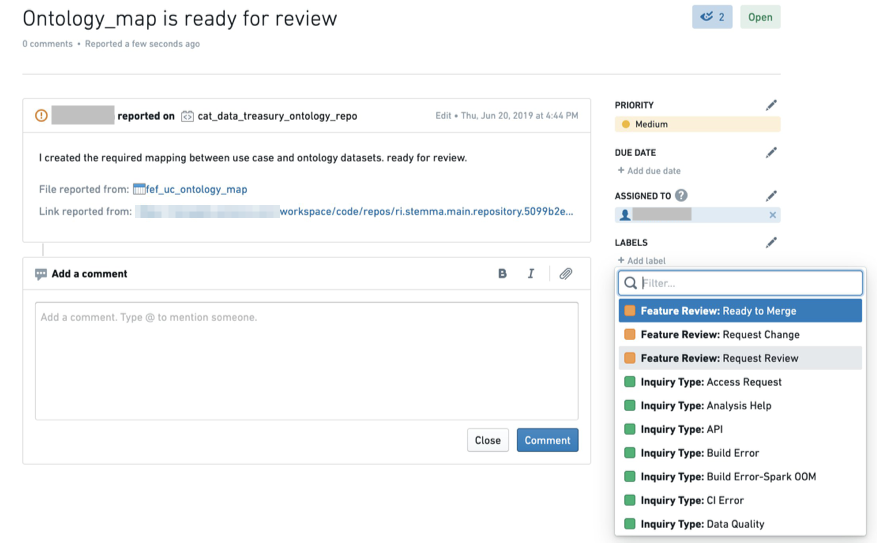 Ontology_map is ready for review
2
Open
0 comments • Reported a few seconds ago
reported on cat_data_treasury_ontology_repo
Edit • Thu, Jun 20, 2019 at 4:44 PM
I created the required mapping between use case and ontology datasets. ready for review.
File reported from: fef_uc_ontology_map
Link reported from: workspace/code/repos/ri.stemma.main.repository.5099b2e...
Add a comment
B I
Add a comment. Type @ to mention someone.
Close
Comment
PRIORITY
Medium
DUE DATE
+ Add due date
ASSIGNED TO ?
LABELS
+ Add label
Filter...
Feature Review: Ready to Merge
Feature Review: Request Change
Feature Review: Request Review
Inquiry Type: Access Request
Inquiry Type: Analysis Help
Inquiry Type: API
Inquiry Type: Build Error
Inquiry Type: Build Error-Spark OOM
Inquiry Type: CI Error
Inquiry Type: Data Quality